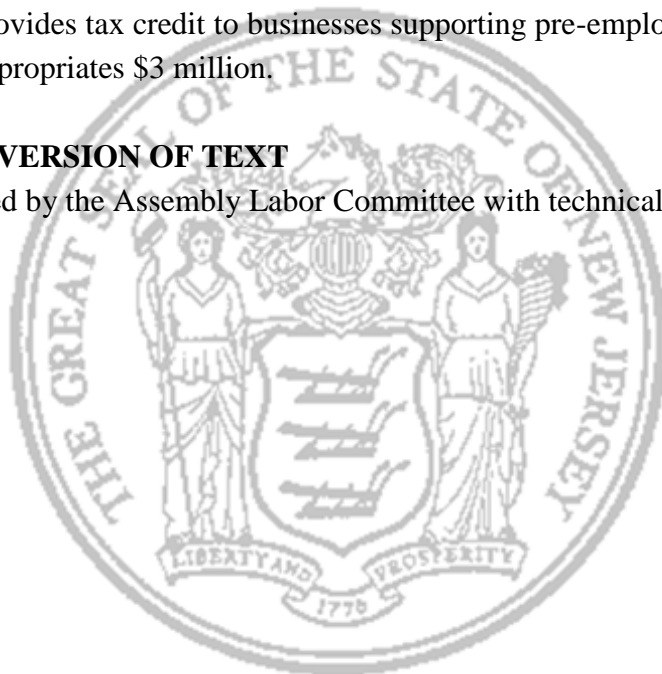 ovides tax credit to businesses supporting pre-emplo
propriates $3 million.
VERSION OF TEXT
ed by the Assembly Labor Committee with technical
THE GREAT SEAL OF THE STATE OF NEW JERSEY
LIBERTY AND PROSPERITY
1776